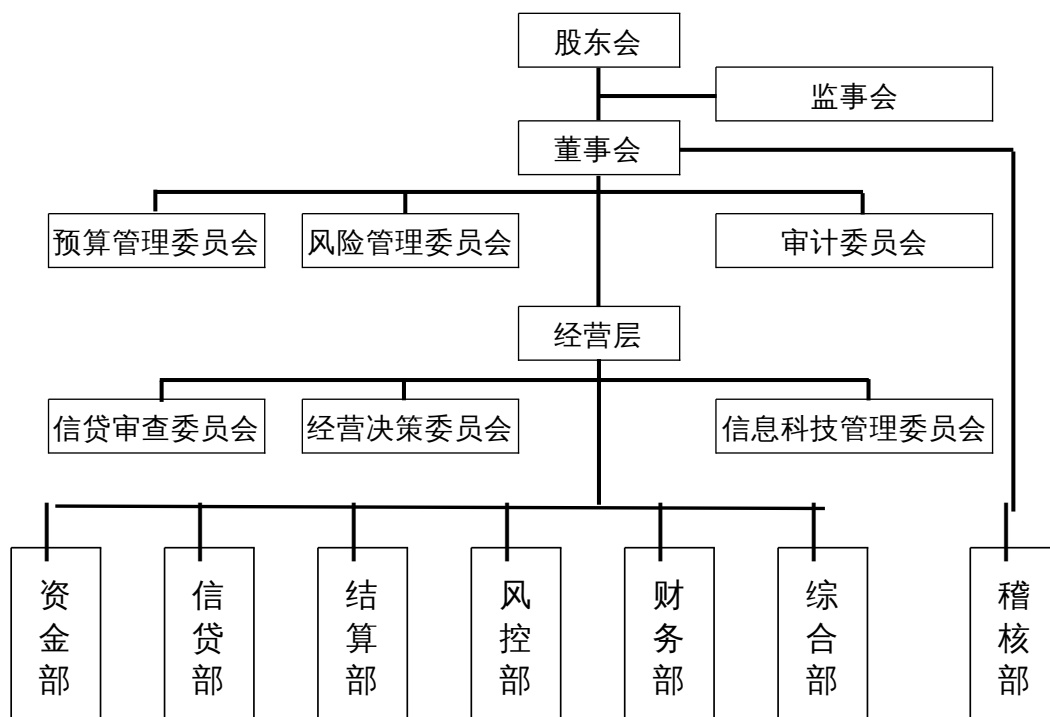 股东会
监事会
董事会
预算管理委员会
风险管理委员会
审计委员会
经营层
信贷审查委员会
经营决策委员会
信息科技管理委员会
资金部
信贷部
结算部
风控部
财务部
综合部
稽核部